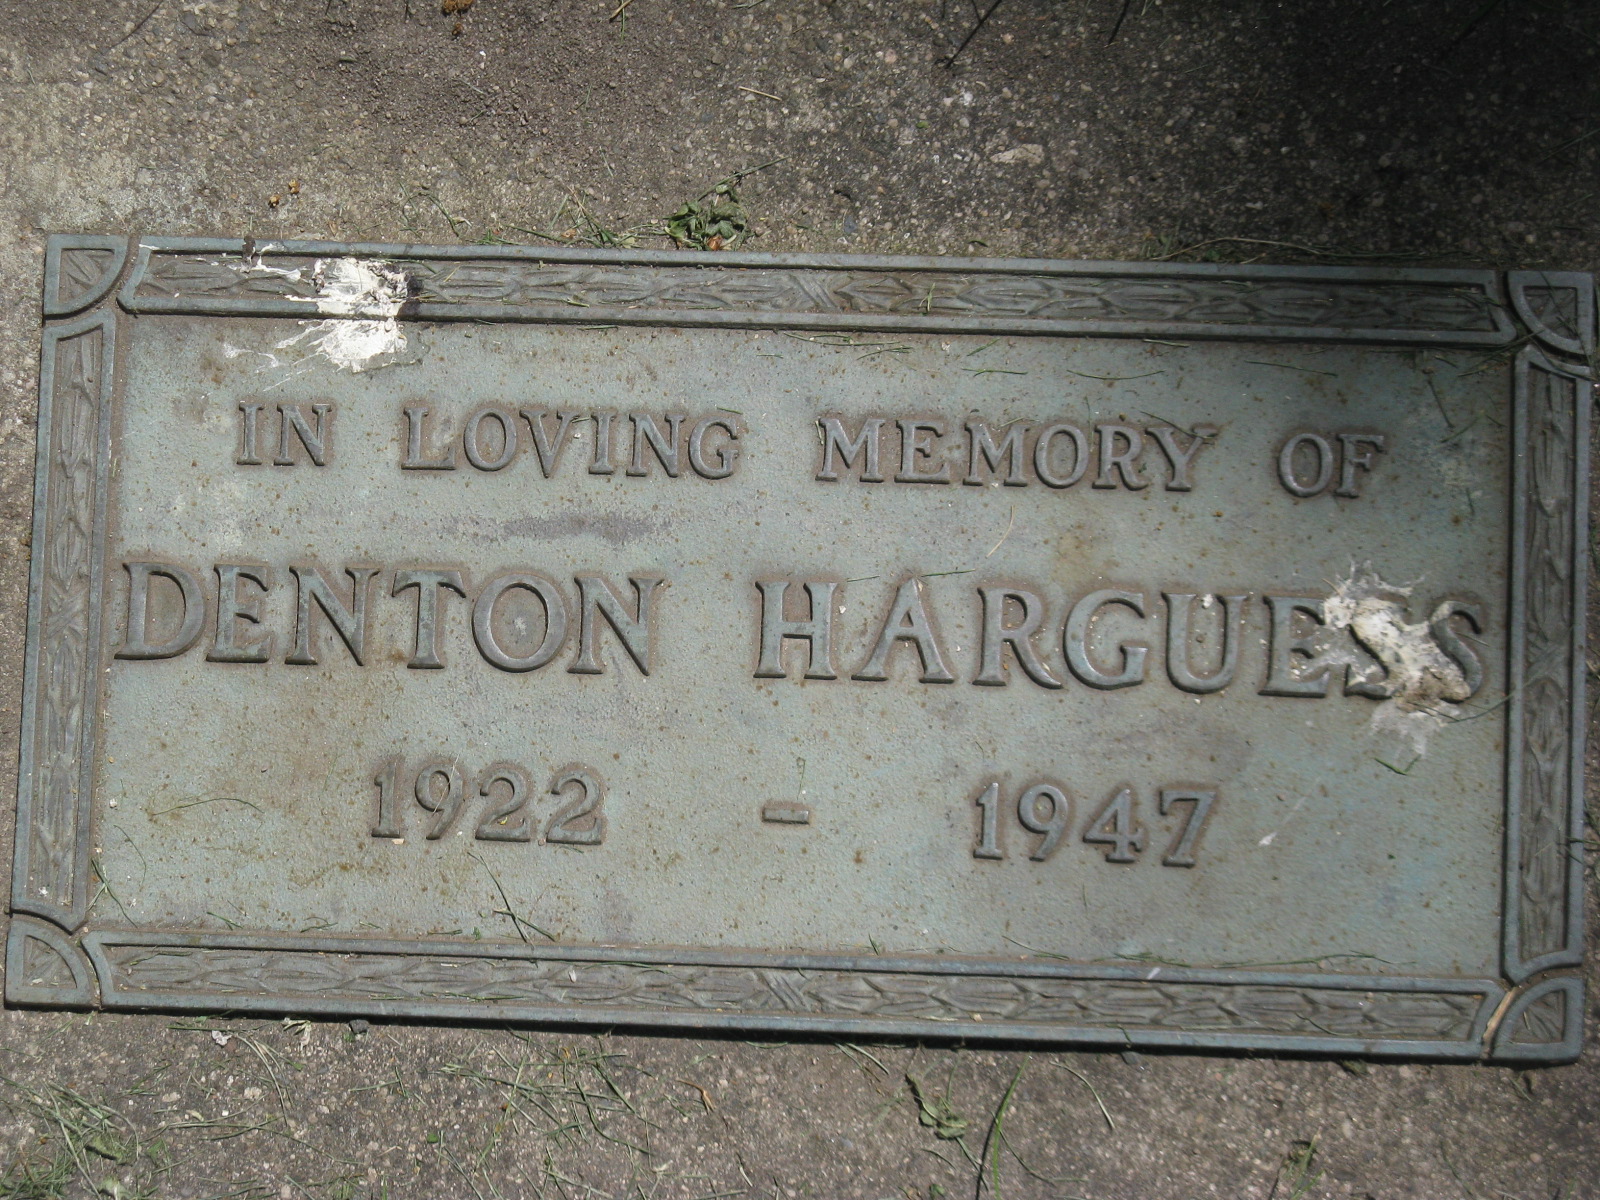 IN LOVING MEMORY OF
DENTON HARGUESS
1922 - 1947